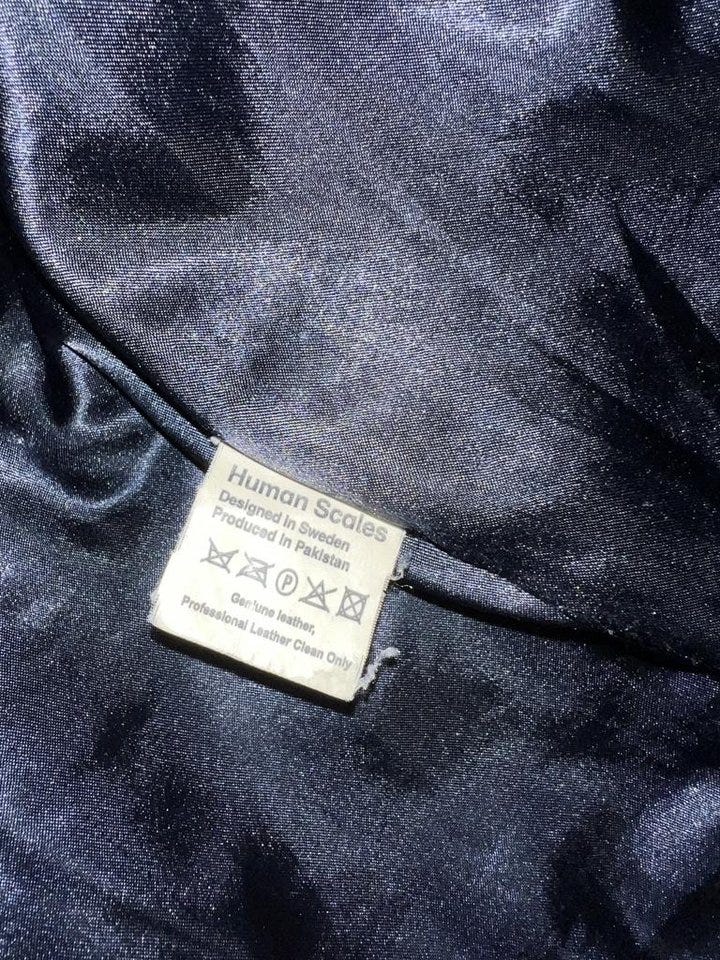 Human Scales
Designed in Sweden
Produced in Pakistan
P
Genuine leather,
Professional Leather Clean Only